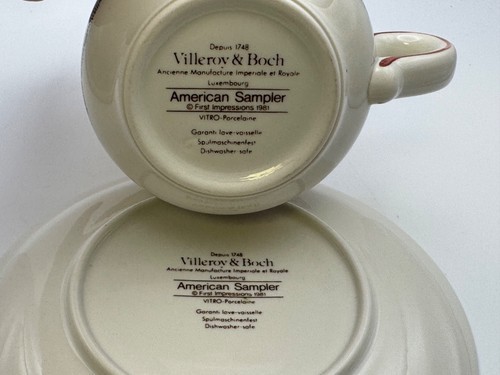 Depuis 1748
Villeroy & Boch
Ancienne Manufacture Imperiale et Royale
Luxembourg
American Sampler
© First Impressions 1981
VITRO-Porcelaine
Garanti lave-vaisselle
Spulmaschinenfest
Dishwasher-safe
Depuis 1748
Villeroy & Boch
Ancienne Manufacture Imperiale et Royale
Luxembourg
American Sampler
© First Impressions 1981
VITRO-Porcelaine
Garanti lave-vaisselle
Spulmaschinenfest
Dishwasher-safe